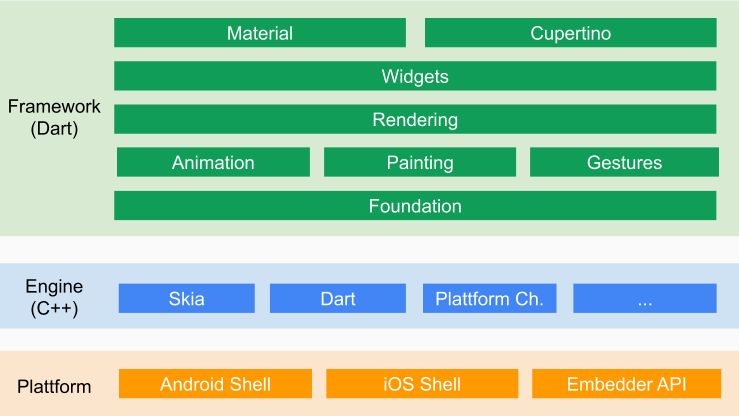 Material
Cupertino
Widgets
Framework
(Dart)
Rendering
Animation
Painting
Gestures
Foundation
Engine
(C++)
Skia
Dart
Plattform Ch.
...
Plattform
Android Shell
iOS Shell
Embedder API